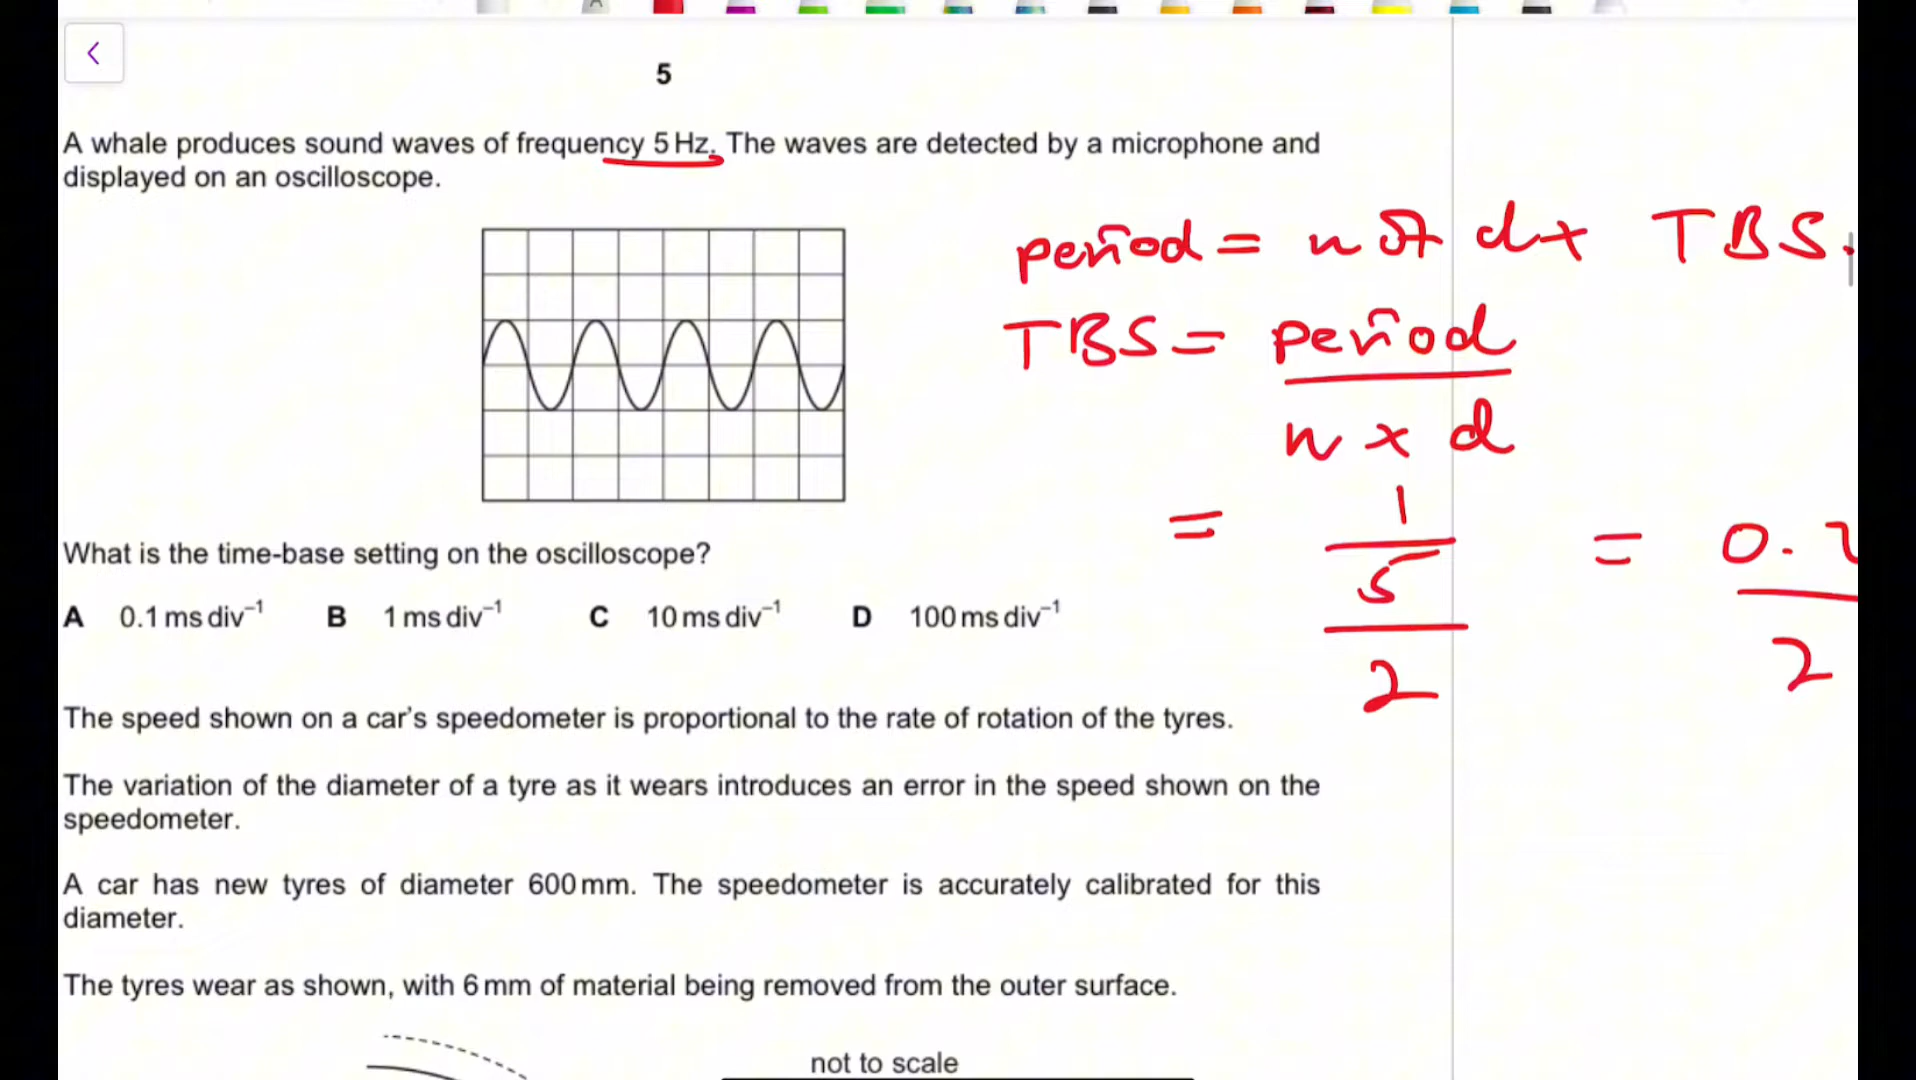 5
A whale produces sound waves of frequency 5 Hz. The waves are detected by a microphone and
displayed on an oscilloscope.
period = n of d x TBS.
TBS = period
n x d
= 1
5
2
= 0.2
2
What is the time-base setting on the oscilloscope?
A 0.1 ms div⁻¹ B 1 ms div⁻¹ C 10 ms div⁻¹ D 100 ms div⁻¹
The speed shown on a car's speedometer is proportional to the rate of rotation of the tyres.
The variation of the diameter of a tyre as it wears introduces an error in the speed shown on the
speedometer.
A car has new tyres of diameter 600 mm. The speedometer is accurately calibrated for this
diameter.
The tyres wear as shown, with 6 mm of material being removed from the outer surface.
not to scale